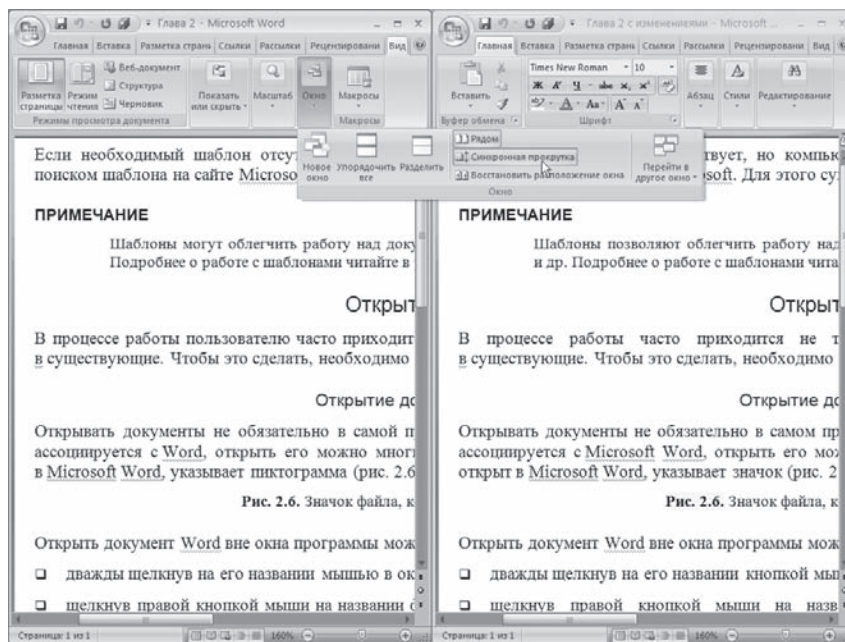 Глава 2 - Microsoft Word
Главная Вставка Разметка страни Ссылки Рассылки Рецензировани Вид
Разметка страницы
Режим чтения
Веб-документ
Структура
Черновик
Режимы просмотра документа
Показать или скрыть
Масштаб
Окно
Макросы
Макросы
Новое окно
Упорядочить все
Разделить
Рядом
Синхронная прокрутка
Восстановить расположение окна
Перейти в другое окно
Окно
Если необходимый шаблон отсут
поиском шаблона на сайте Microso
ПРИМЕЧАНИЕ
Шаблоны могут облегчить работу над доку
Подробнее о работе с шаблонами читайте в
Открыт
В процессе работы пользователю часто приходит
в существующие. Чтобы это сделать, необходимо
Открытие до
Открывать документы не обязательно в самой п
ассоциируется с Word, открыть его можно многи
в Microsoft Word, указывает пиктограмма (рис. 2.6
Рис. 2.6. Значок файла, к
Открыть документ Word вне окна программы мож
дважды щелкнув на его названии мышью в ок
щелкнув правой кнопкой мыши на названии
Страница: 1 из 1 160%
Глава 2 с изменениями - Microsoft ...
Главная Вставка Разметка страни Ссылки Рассылки Рецензировани Вид
Вставить
Буфер обмена
Times New Roman 10
Ж К Ч abc x₂ x²
Aa A A
Шрифт
Абзац
Стили
Редактирование
твует, но компью
soft. Для этого су
ПРИМЕЧАНИЕ
Шаблоны позволяют облегчить работу над
и др. Подробнее о работе с шаблонами чита
Открыт
В процессе работы часто приходится не т
в существующие. Чтобы это сделать, необходимо
Открытие до
Открывать документы не обязательно в самом пр
ассоциируется с Microsoft Word, открыть его мож
открыт в Microsoft Word, указывает значок (рис. 2
Рис. 2.6. Значок файла, к
Открыть документ Word вне окна программы мож
дважды щелкнув на его названии кнопкой мыш
щелкнув правой кнопкой мыши на назв
Страница: 1 из 1 160%